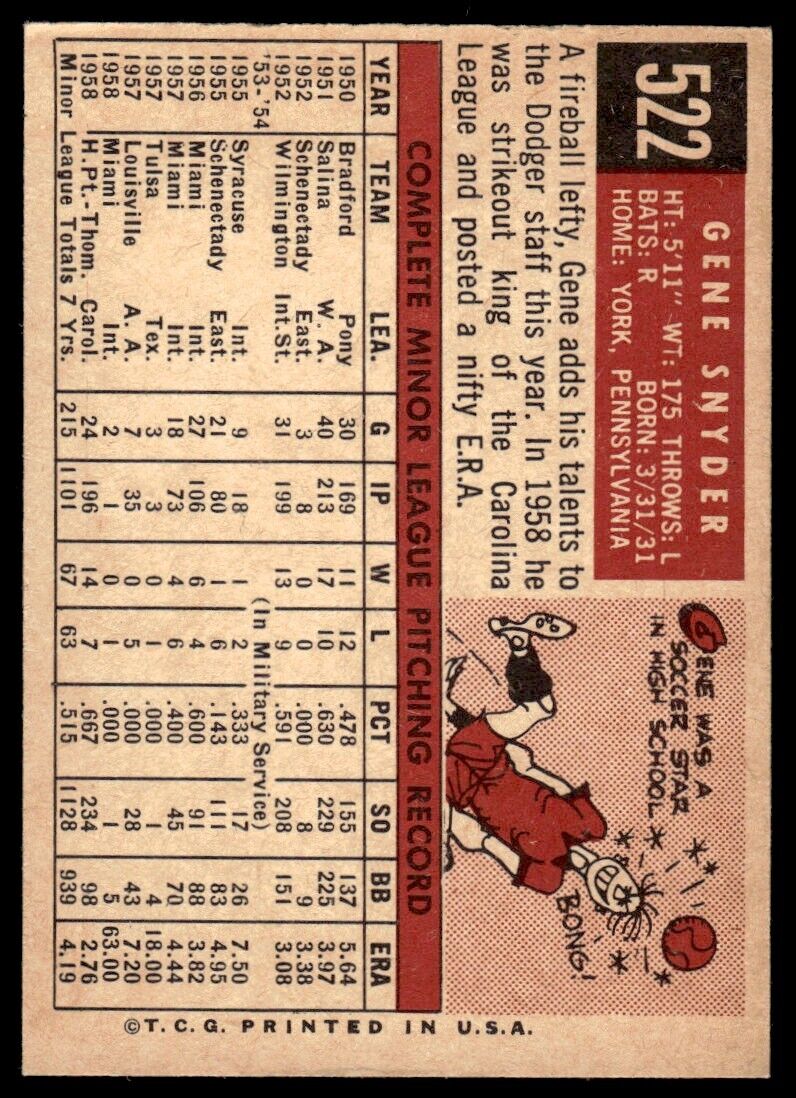 522
GENE SNYDER
HT: 5'11" WT: 175 THROWS: L
BATS: R BORN: 3/31/31
HOME: YORK, PENNSYLVANIA
A fireball lefty, Gene adds his talents to
the Dodger staff this year. In 1958 he
was strikeout king of the Carolina
League and posted a nifty E.R.A.
GENE WAS A
SOCCER STAR
IN HIGH SCHOOL
BONG!
COMPLETE MINOR LEAGUE PITCHING RECORD
YEAR TEAM LEA. G IP W L PCT SO BB ERA
1950 Bradford Pony 30 169 11 12 .478 155 137 5.64
1951 Salina W. A. 40 213 17 10 .630 229 225 3.97
1952 Schenectady East. 3 8 0 0 .000 8 9 3.38
1952 Wilmington Int.St. 31 199 13 9 .591 208 151 3.08
'53-'54 (In Military Service)
1955 Syracuse Int. 9 18 1 2 .333 17 26 7.50
1955 Schenectady East. 21 80 1 6 .143 111 83 4.95
1956 Miami Int. 27 106 6 4 .600 91 88 3.82
1957 Miami Int. 18 73 4 6 .400 45 70 4.44
1957 Tulsa Tex. 3 3 0 0 .000 1 4 18.00
1957 Louisville A. A. 7 35 0 5 .000 28 43 7.20
1958 Miami Int. 2 1 0 1 .000 5 63.00
1958 H.Pt.-Thom. Carol. 24 196 14 7 .667 234 98 2.76
Minor League Totals 7 Yrs. 215 1101 67 63 .515 1128 939 4.19
©T.C.G. PRINTED IN U.S.A.